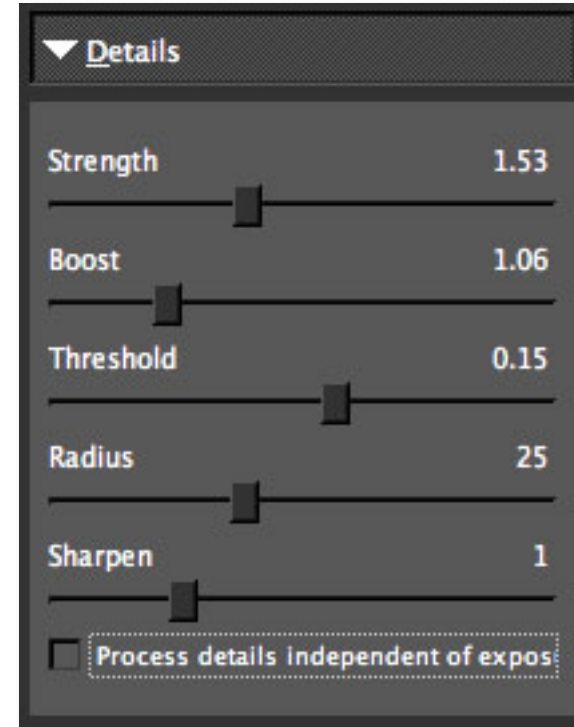 Details
Strength 1.53
Boost 1.06
Threshold 0.15
Radius 25
Sharpen 1
Process details independent of expos